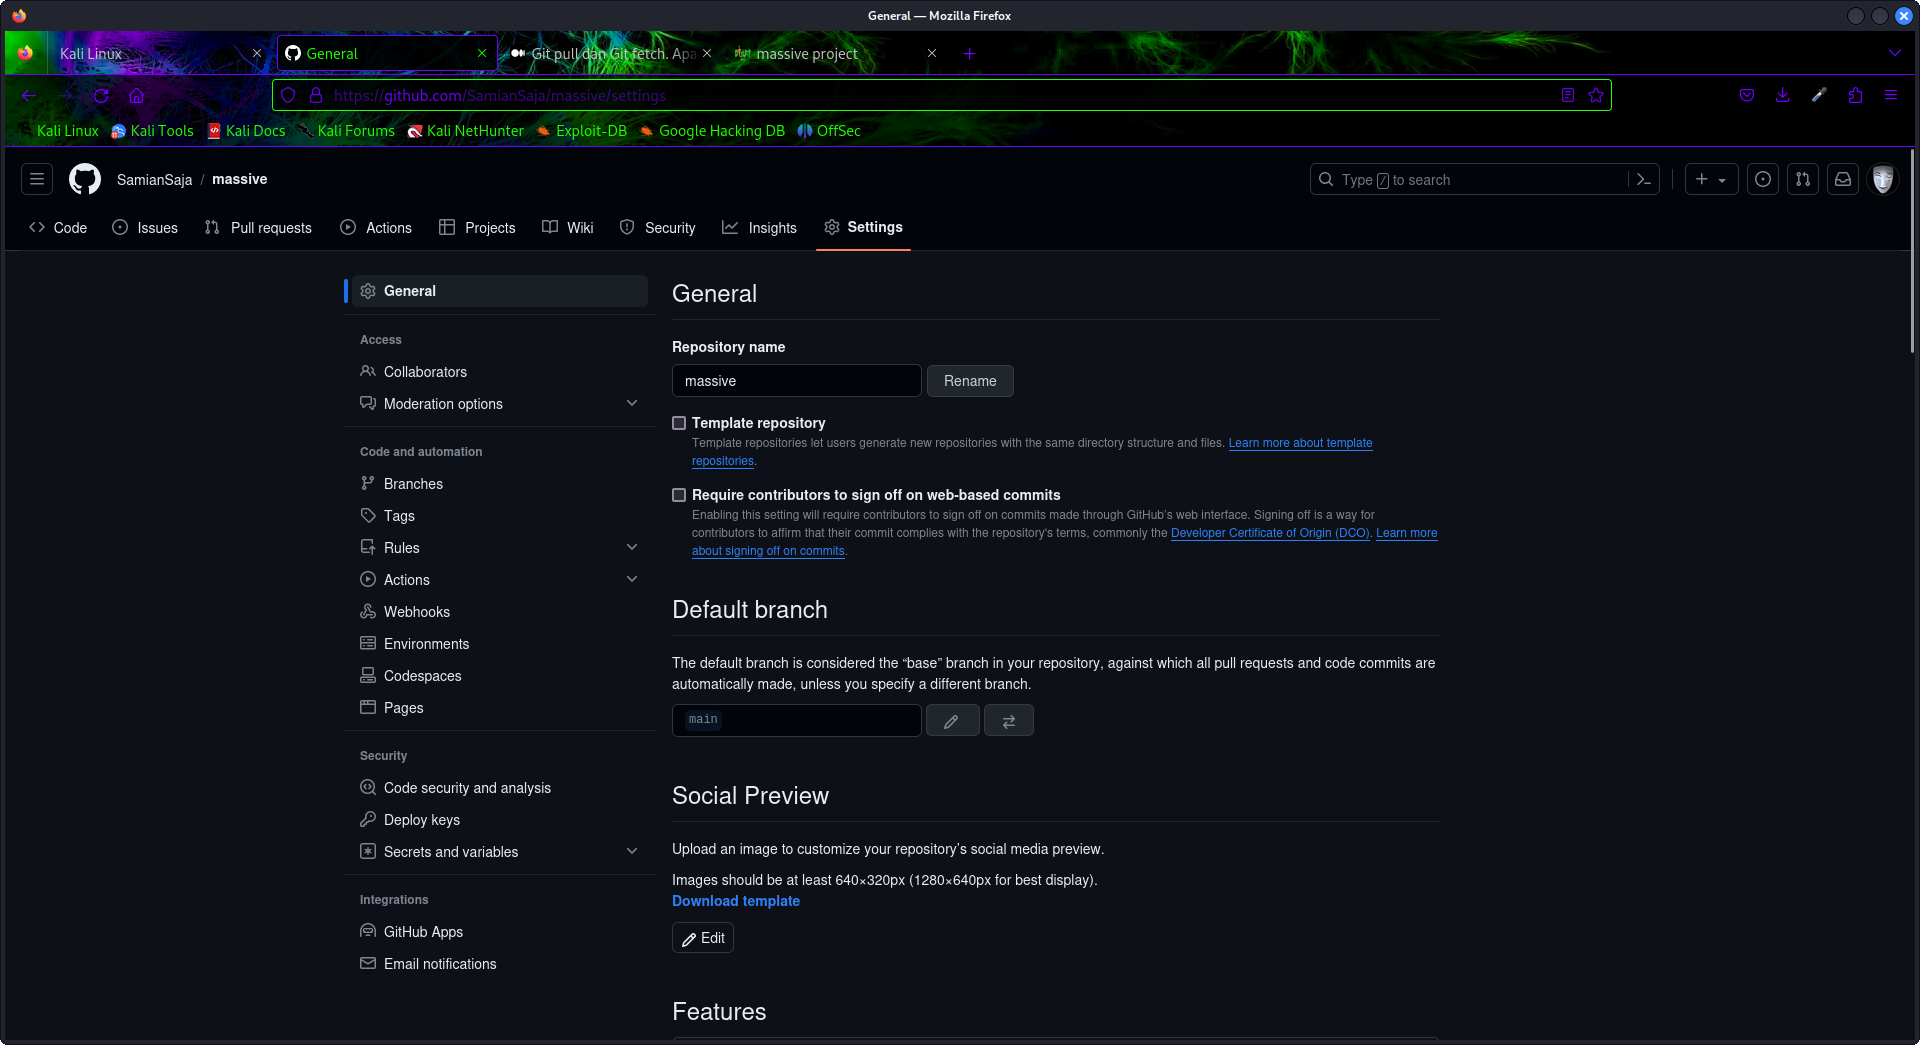 General — Mozilla Firefox
Kali Linux
General
Git pull dan Git fetch. Apa
massive project
https://github.com/SamianSaja/massive/settings
Kali Linux
Kali Tools
Kali Docs
Kali Forums
Kali NetHunter
Exploit-DB
Google Hacking DB
OffSec
SamianSaja / massive
Type / to search
Code
Issues
Pull requests
Actions
Projects
Wiki
Security
Insights
Settings
General
Access
Collaborators
Moderation options
Code and automation
Branches
Tags
Rules
Actions
Webhooks
Environments
Codespaces
Pages
Security
Code security and analysis
Deploy keys
Secrets and variables
Integrations
GitHub Apps
Email notifications
General
Repository name
massive
Rename
Template repository
Template repositories let users generate new repositories with the same directory structure and files. Learn more about template
repositories.
Require contributors to sign off on web-based commits
Enabling this setting will require contributors to sign off on commits made through GitHub's web interface. Signing off is a way for
contributors to affirm that their commit complies with the repository's terms, commonly the Developer Certificate of Origin (DCO). Learn more
about signing off on commits.
Default branch
The default branch is considered the “base” branch in your repository, against which all pull requests and code commits are
automatically made, unless you specify a different branch.
main
Social Preview
Upload an image to customize your repository's social media preview.
Images should be at least 640×320px (1280×640px for best display).
Download template
Edit
Features